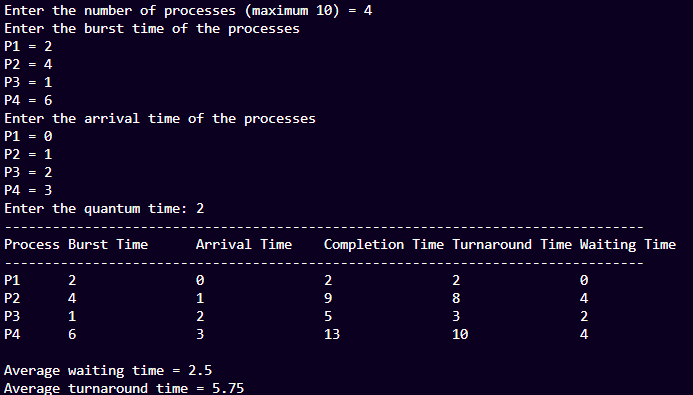 Enter the number of processes (maximum 10) = 4
Enter the burst time of the processes
P1 = 2
P2 = 4
P3 = 1
P4 = 6
Enter the arrival time of the processes
P1 = 0
P2 = 1
P3 = 2
P4 = 3
Enter the quantum time: 2
--------------------------------------------------------------------------------
Process Burst Time      Arrival Time    Completion Time Turnaround Time Waiting Time
--------------------------------------------------------------------------------
P1      2               0               2               2               0
P2      4               1               9               8               4
P3      1               2               5               3               2
P4      6               3               13              10              4
Average waiting time = 2.5
Average turnaround time = 5.75